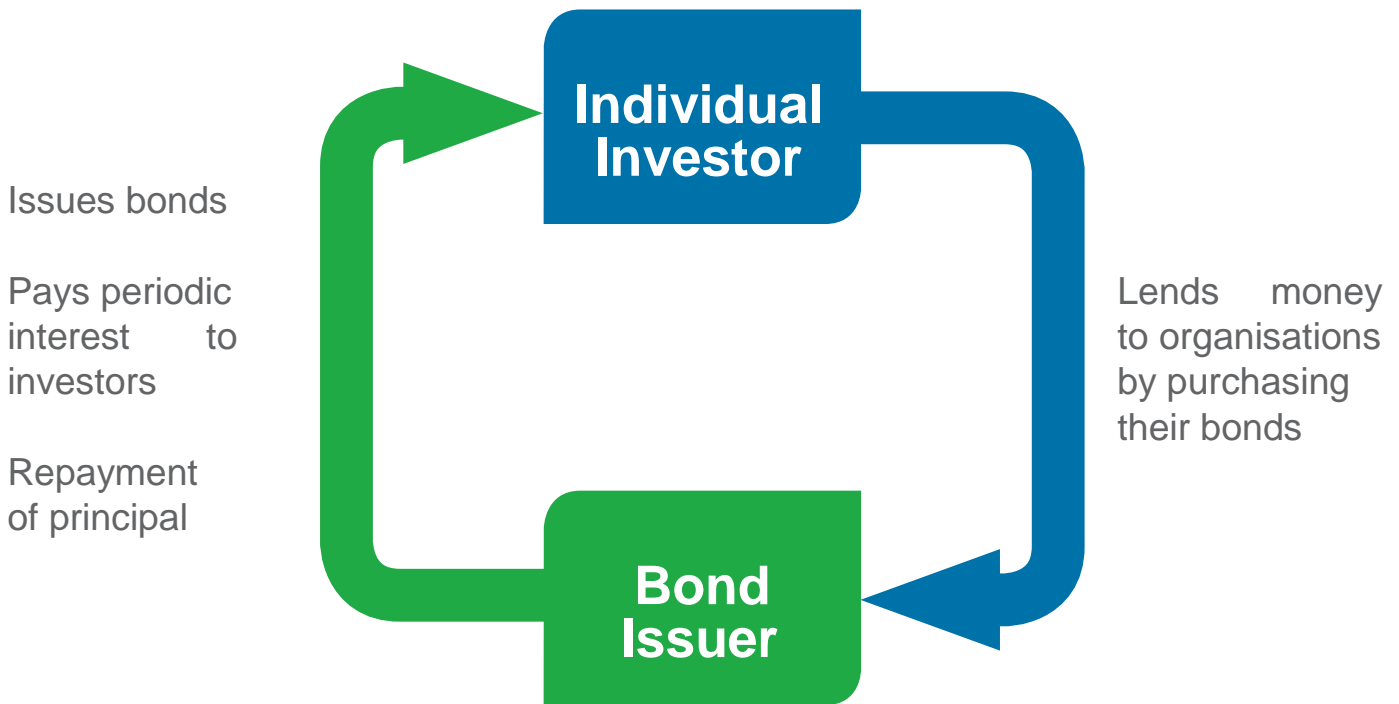 Individual
Investor
Issues bonds
Pays periodic
interest to
investors
Repayment
of principal
Lends money
to organisations
by purchasing
their bonds
Bond
Issuer